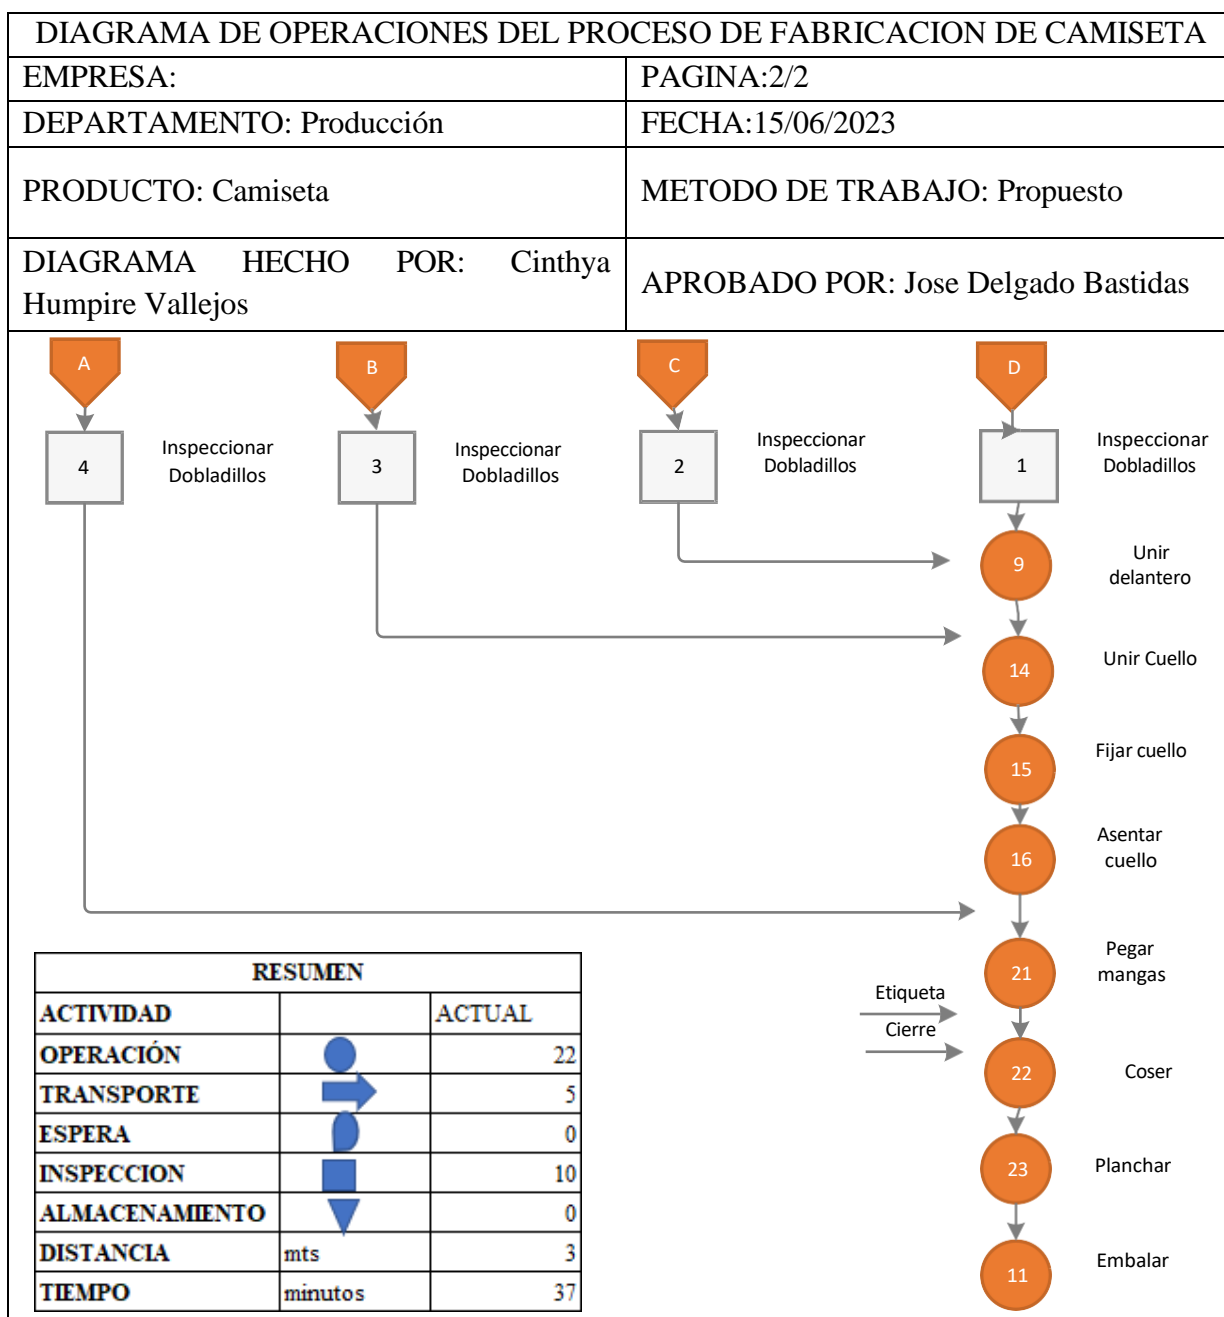 DIAGRAMA DE OPERACIONES DEL PROCESO DE FABRICACION DE CAMISETA
EMPRESA:
PAGINA:2/2
DEPARTAMENTO: Producción
FECHA:15/06/2023
PRODUCTO: Camiseta
METODO DE TRABAJO: Propuesto
DIAGRAMA HECHO POR: Cinthya
Humpire Vallejos
APROBADO POR: Jose Delgado Bastidas
A
B
C
D
4
Inspeccionar
Dobladillos
3
Inspeccionar
Dobladillos
2
Inspeccionar
Dobladillos
1
Inspeccionar
Dobladillos
9
Unir
delantero
14
Unir Cuello
15
Fijar cuello
16
Asentar
cuello
21
Pegar
mangas
Etiqueta
Cierre
22
Coser
23
Planchar
11
Embalar
RESUMEN
ACTIVIDAD ACTUAL
OPERACIÓN 22
TRANSPORTE 5
ESPERA 0
INSPECCION 10
ALMACENAMIENTO 0
DISTANCIA mts 3
TIEMPO minutos 37